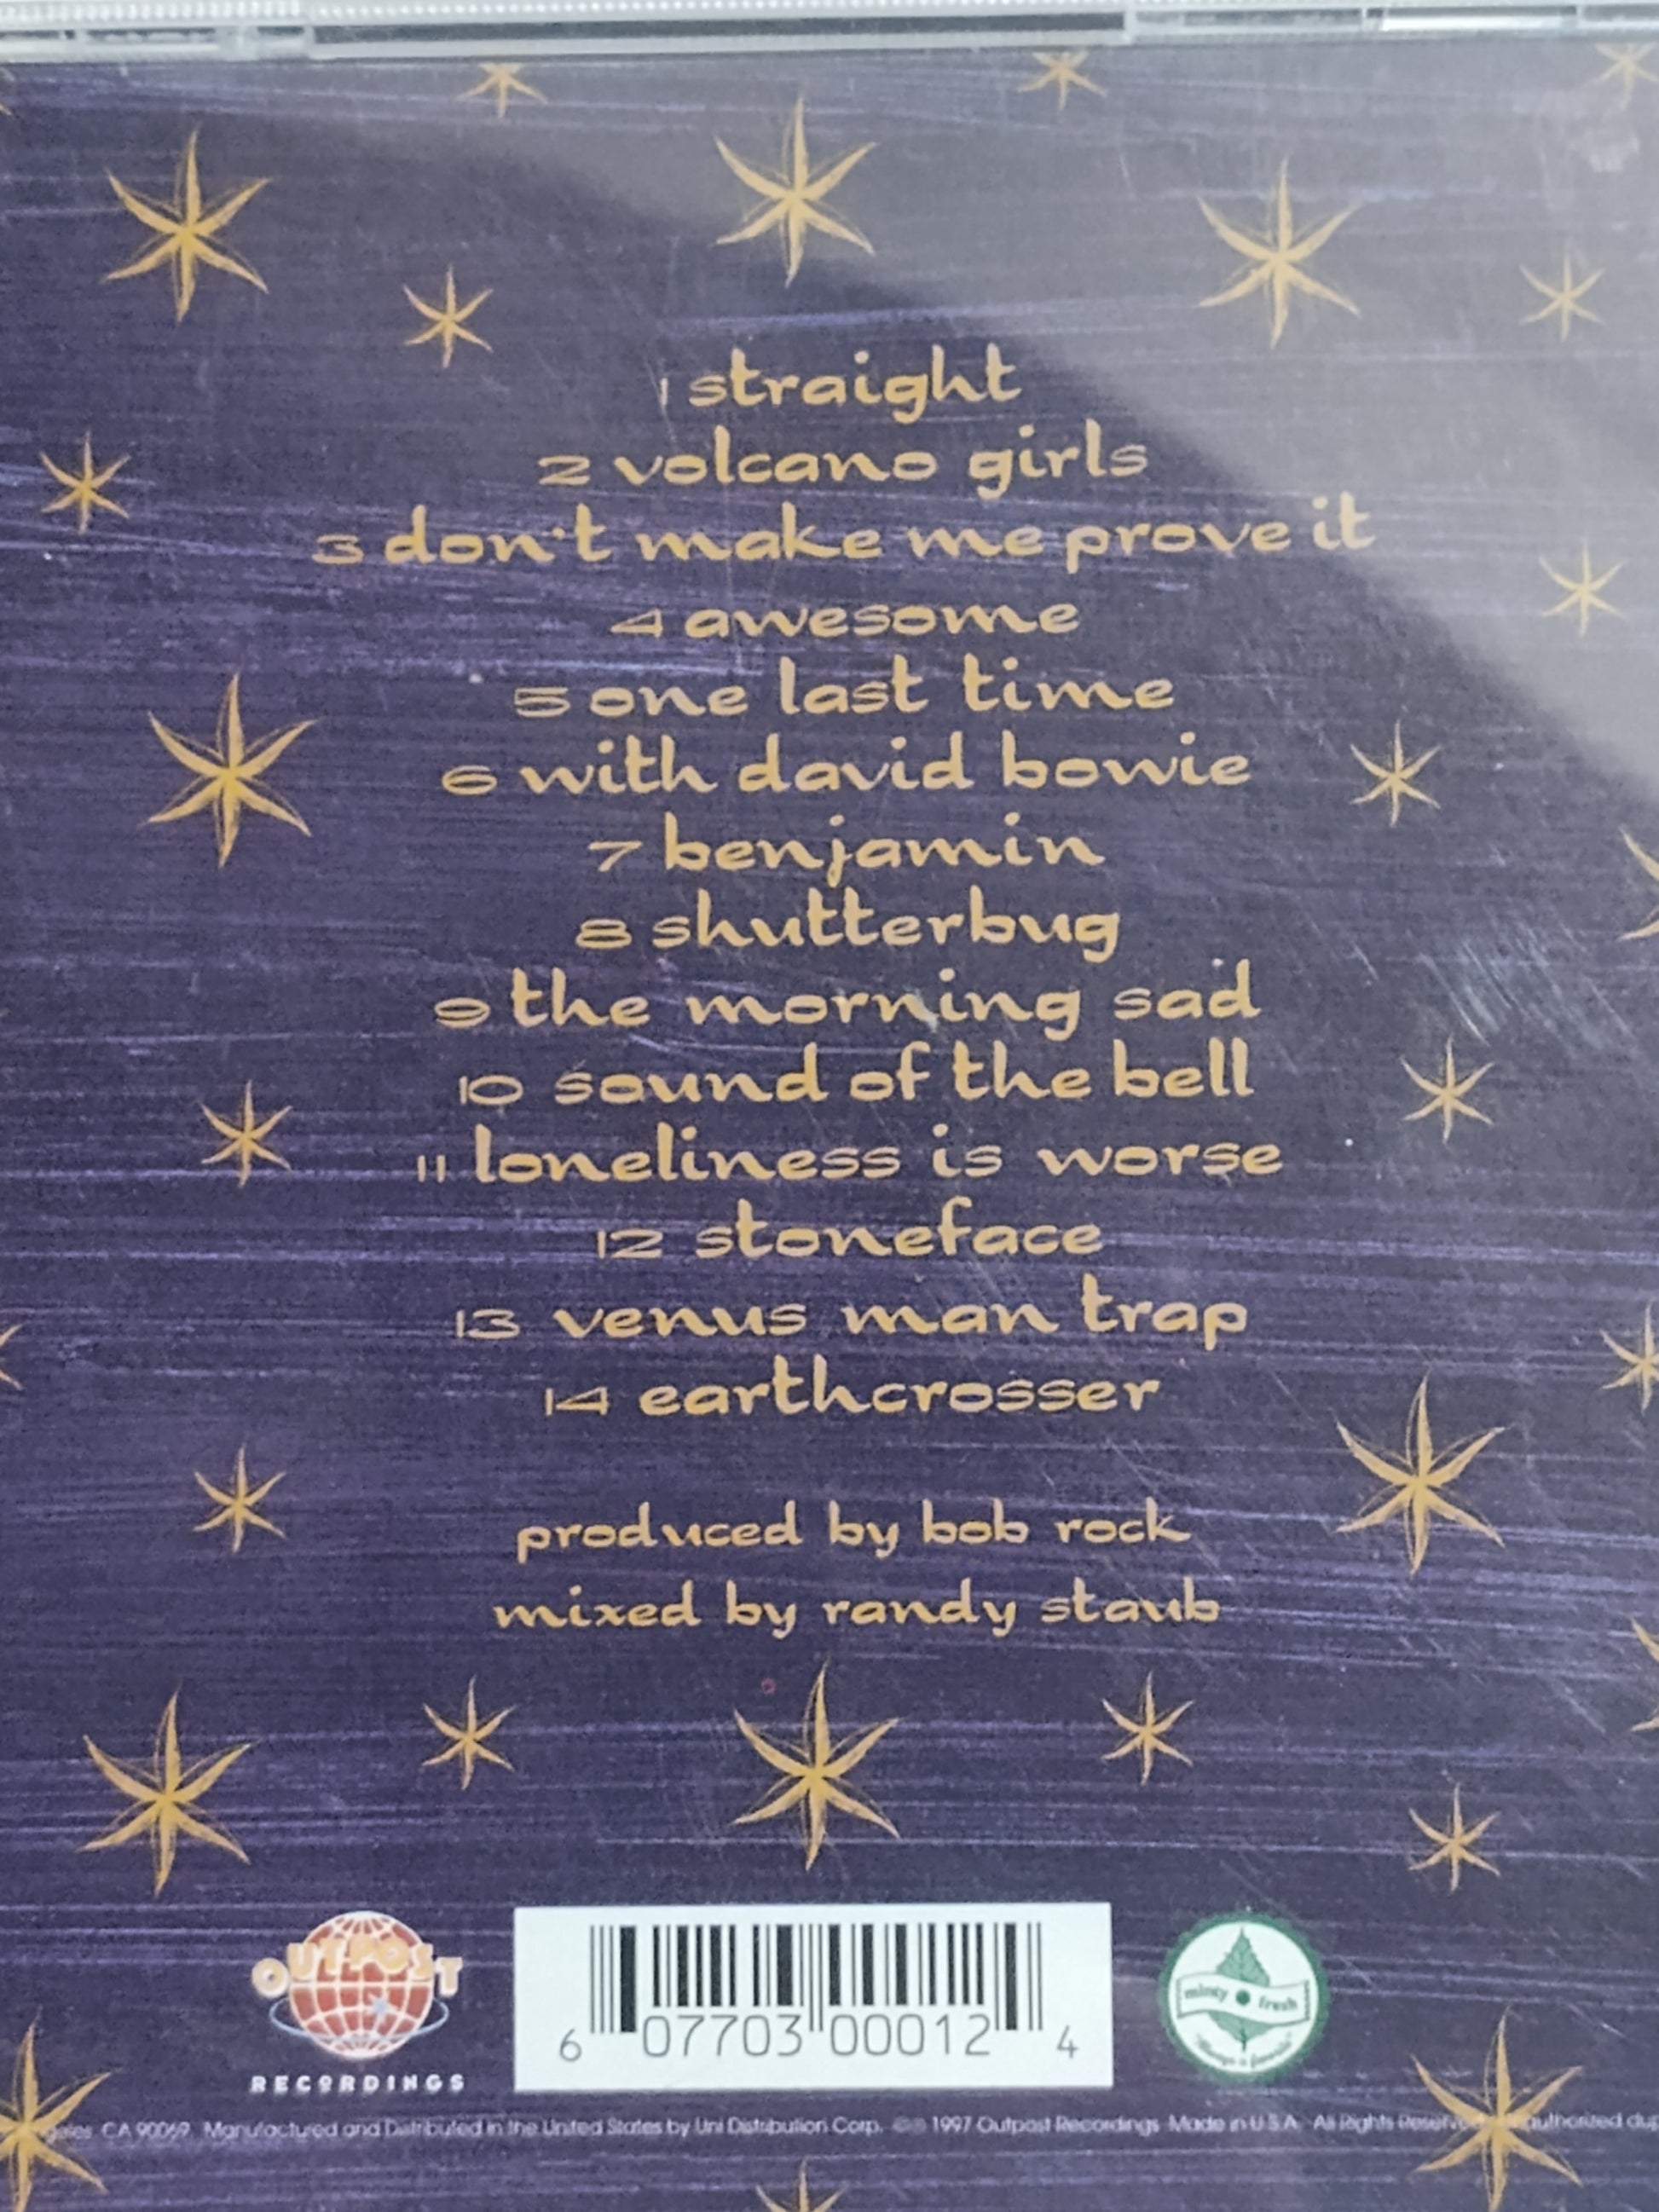 1 straight
2 volcano girls
3 don't make me prove it
4 awesome
5 one last time
6 with david bowie
7 benjamin
8 shutterbug
9 the morning sad
10 sound of the bell
11 loneliness is worse
12 stoneface
13 venus man trap
14 earthcrosser
produced by bob rock
mixed by randy staub
OUTPOST
RECORDINGS
6 07703 00012 4
minty fresh
CA 90069. Manufactured and Distributed in the United States by Uni Distribution Corp. 1997 Outpost Recordings Made in U.S.A. All Rights